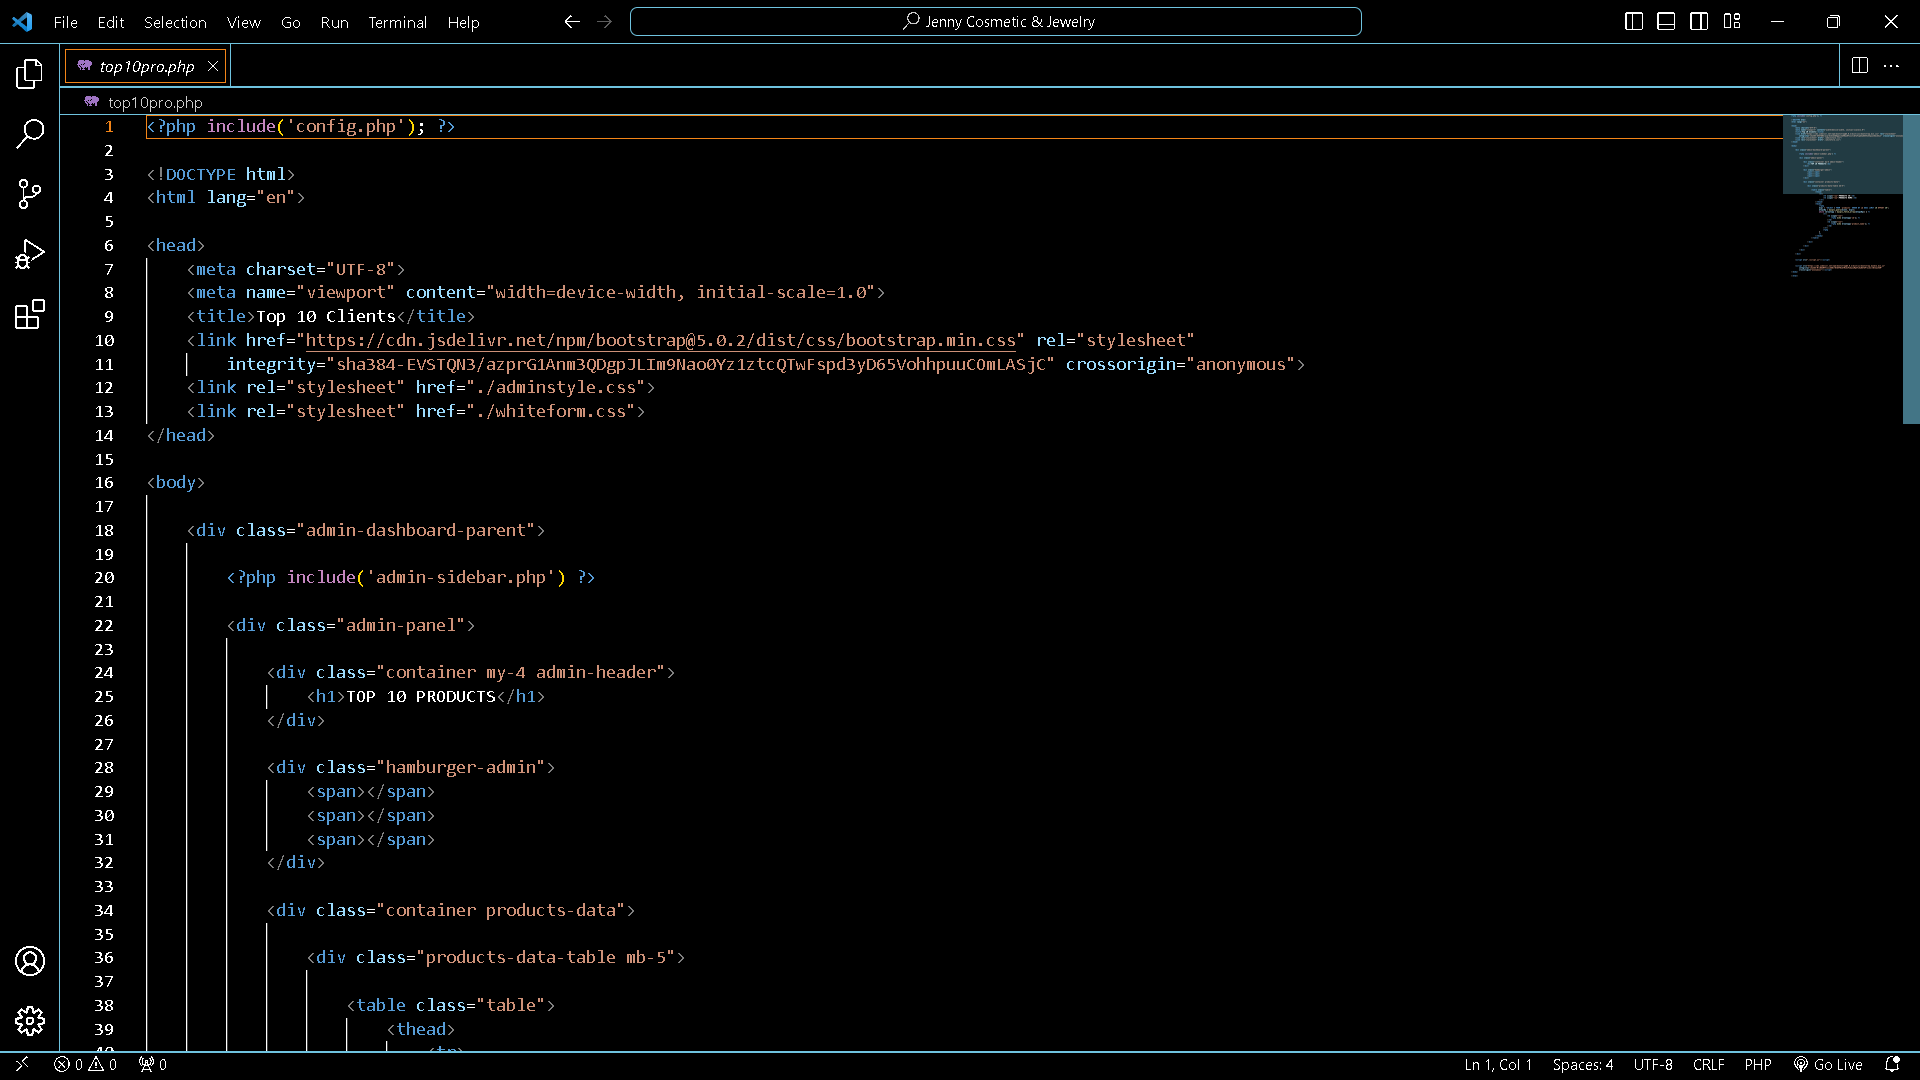 File Edit Selection View Go Run Terminal Help
Jenny Cosmetic & Jewelry
top10pro.php
top10pro.php
1 <?php include('config.php'); ?>
2
3 <!DOCTYPE html>
4 <html lang="en">
5
6 <head>
7 <meta charset="UTF-8">
8 <meta name="viewport" content="width=device-width, initial-scale=1.0">
9 <title>Top 10 Clients</title>
10 <link href="https://cdn.jsdelivr.net/npm/bootstrap@5.0.2/dist/css/bootstrap.min.css" rel="stylesheet"
11 integrity="sha384-EVSTQN3/azprG1Anm3QDgpJLIm9Nao0Yz1ztcQTwFspd3yD65VohhpuuCOmLASjC" crossorigin="anonymous">
12 <link rel="stylesheet" href="./adminstyle.css">
13 <link rel="stylesheet" href="./whiteform.css">
14 </head>
15
16 <body>
17
18 <div class="admin-dashboard-parent">
19
20 <?php include('admin-sidebar.php') ?>
21
22 <div class="admin-panel">
23
24 <div class="container my-4 admin-header">
25 <h1>TOP 10 PRODUCTS</h1>
26 </div>
27
28 <div class="hamburger-admin">
29 <span></span>
30 <span></span>
31 <span></span>
32 </div>
33
34 <div class="container products-data">
35
36 <div class="products-data-table mb-5">
37
38 <table class="table">
39 <thead>
0 0 0 Ln 1, Col 1 Spaces: 4 UTF-8 CRLF PHP Go Live